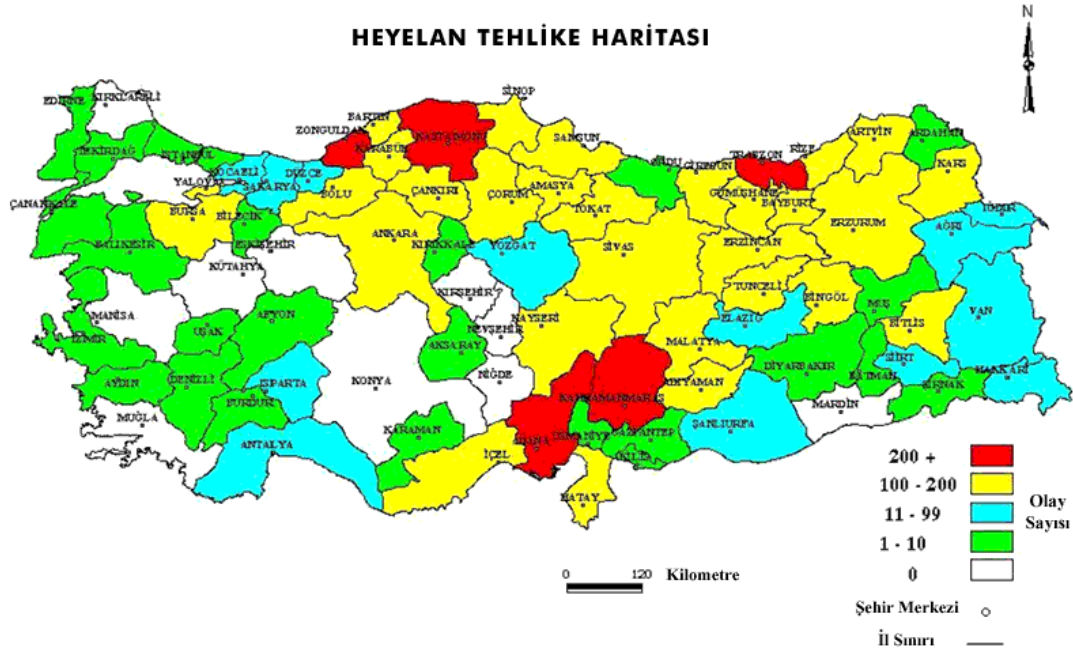 HEYELAN TEHLİKE HARİTASI
N
SİNOP
EDİRNE
KIRKLARELİ
BARTIN
ZONGULDAK
KASTAMONU
SAMSUN
ARTVİN
ARDAHAN
TEKİRDAĞ
İSTANBUL
KARABÜK
ORDU
GİRESUN
TRABZON
RİZE
KARS
YALOVA
KOCAELİ
SAKARYA
DÜZCE
BOLU
ÇANKIRI
ÇORUM
AMASYA
TOKAT
GÜMÜŞHANE
BAYBURT
ERZURUM
IĞDIR
AĞRI
ÇANAKKALE
BURSA
BİLECİK
ANKARA
BALIKESİR
ESKİŞEHİR
KIRIKKALE
YOZGAT
SİVAS
ERZİNCAN
KÜTAHYA
TUNCELİ
BİNGÖL
MUŞ
KIRŞEHİR
MANİSA
AFYON
UŞAK
NEVŞEHİR
KAYSERİ
ELAZIĞ
BİTLİS
VAN
İZMİR
AKSARAY
MALATYA
SİİRT
DİYARBAKIR
BATMAN
HAKKARİ
AYDIN
DENİZLİ
ISPARTA
KONYA
NİĞDE
ADIYAMAN
ŞIRNAK
BURDUR
KAHRAMANMARAŞ
MARDİN
MUĞLA
KARAMAN
ADANA
OSMANİYE
GAZİANTEP
ŞANLIURFA
ANTALYA
İÇEL
KİLİS
HATAY
200 +
100 - 200
11 - 99
1 - 10
0
Olay
Sayısı
0 120 Kilometre
Şehir Merkezi
İl Sınırı